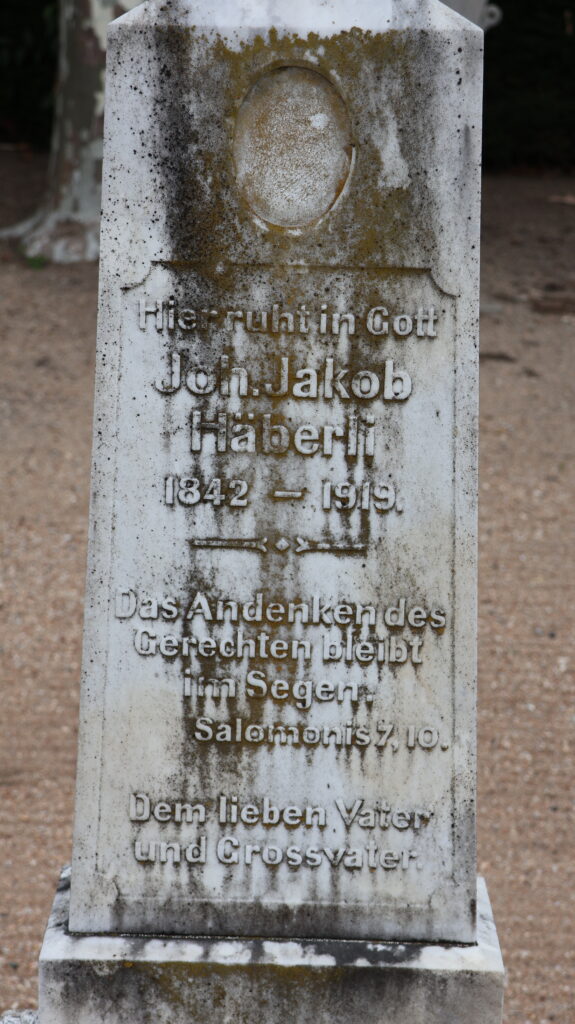 Hier ruht in Gott
Joh. Jakob
Häberli
1842 — 1919.
Das Andenken des
Gerechten bleibt
im Segen.
Salomonis 7, 10.
Dem lieben Vater
und Grossvater.